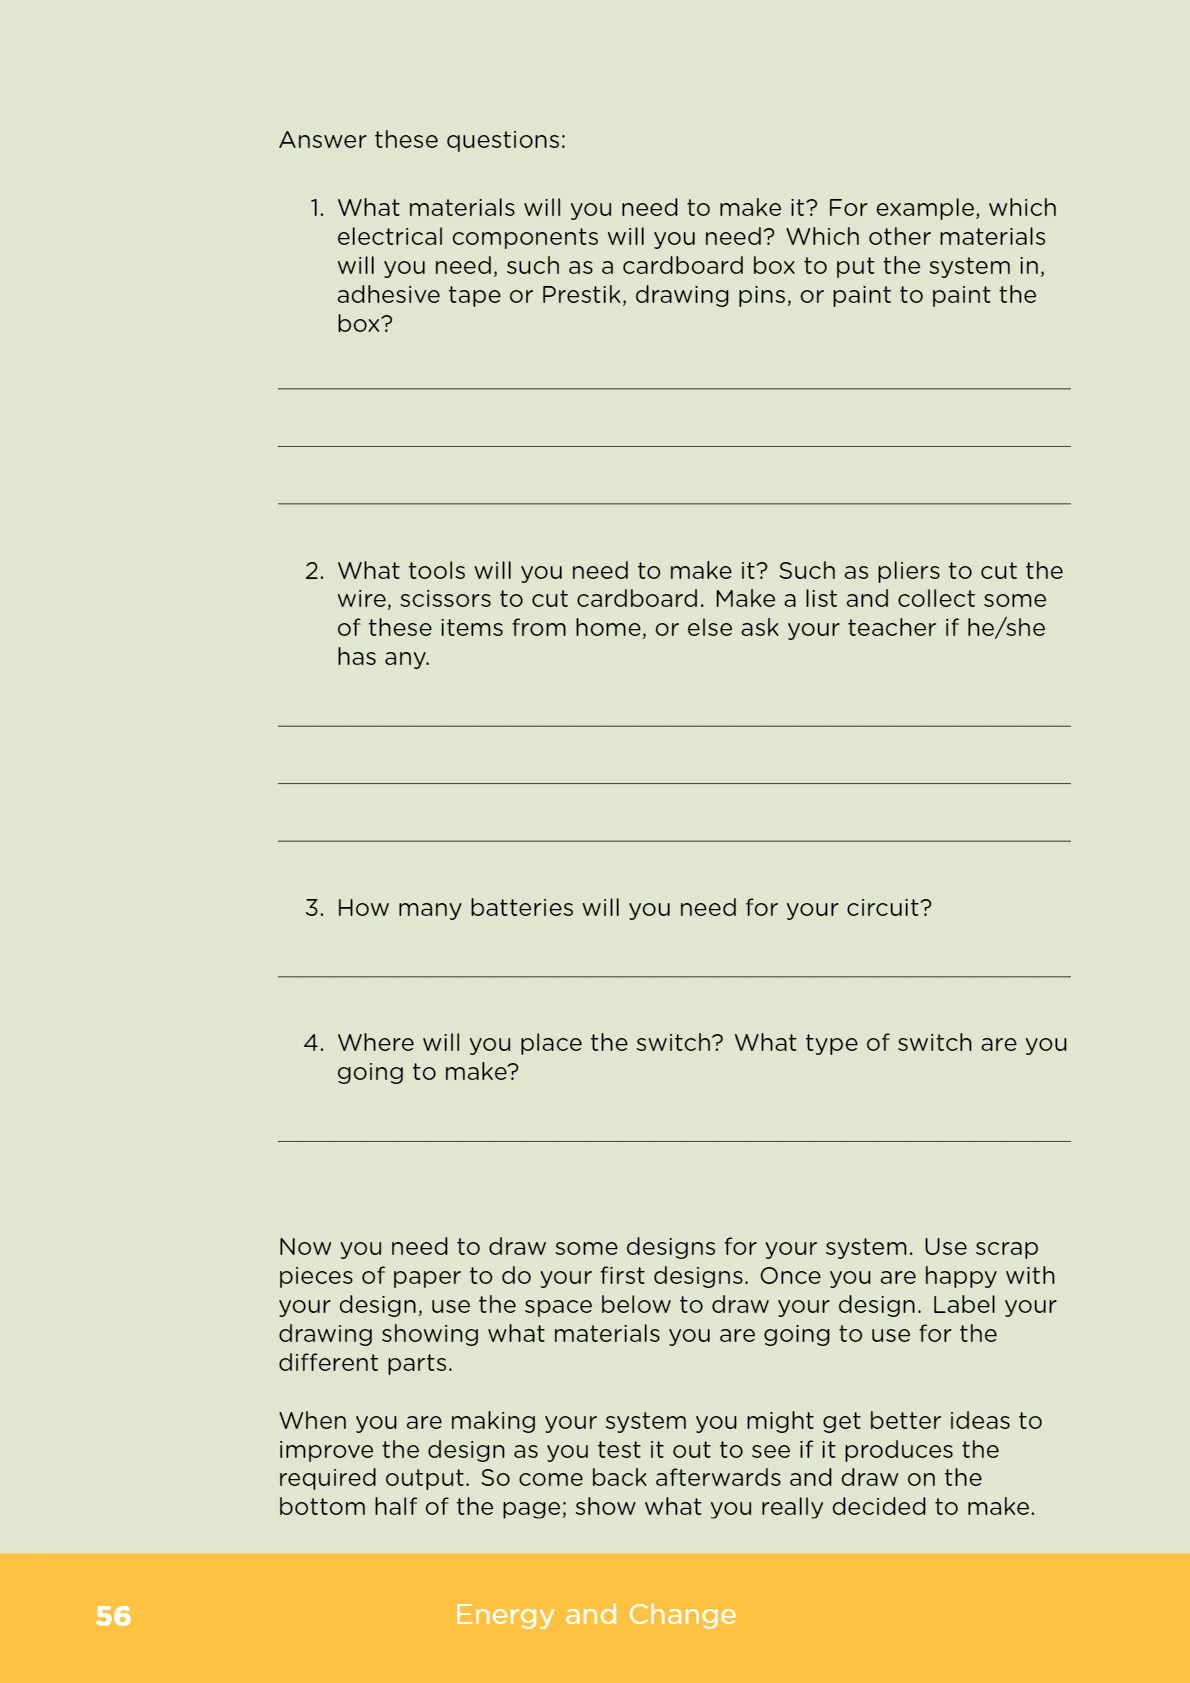 Answer these questions:
1. What materials will you need to make it? For example, which
electrical components will you need? Which other materials
will you need, such as a cardboard box to put the system in,
adhesive tape or Prestik, drawing pins, or paint to paint the
box?
2. What tools will you need to make it? Such as pliers to cut the
wire, scissors to cut cardboard. Make a list and collect some
of these items from home, or else ask your teacher if he/she
has any.
3. How many batteries will you need for your circuit?
4. Where will you place the switch? What type of switch are you
going to make?
Now you need to draw some designs for your system. Use scrap
pieces of paper to do your first designs. Once you are happy with
your design, use the space below to draw your design. Label your
drawing showing what materials you are going to use for the
different parts.
When you are making your system you might get better ideas to
improve the design as you test it out to see if it produces the
required output. So come back afterwards and draw on the
bottom half of the page; show what you really decided to make.
56
Energy and Change